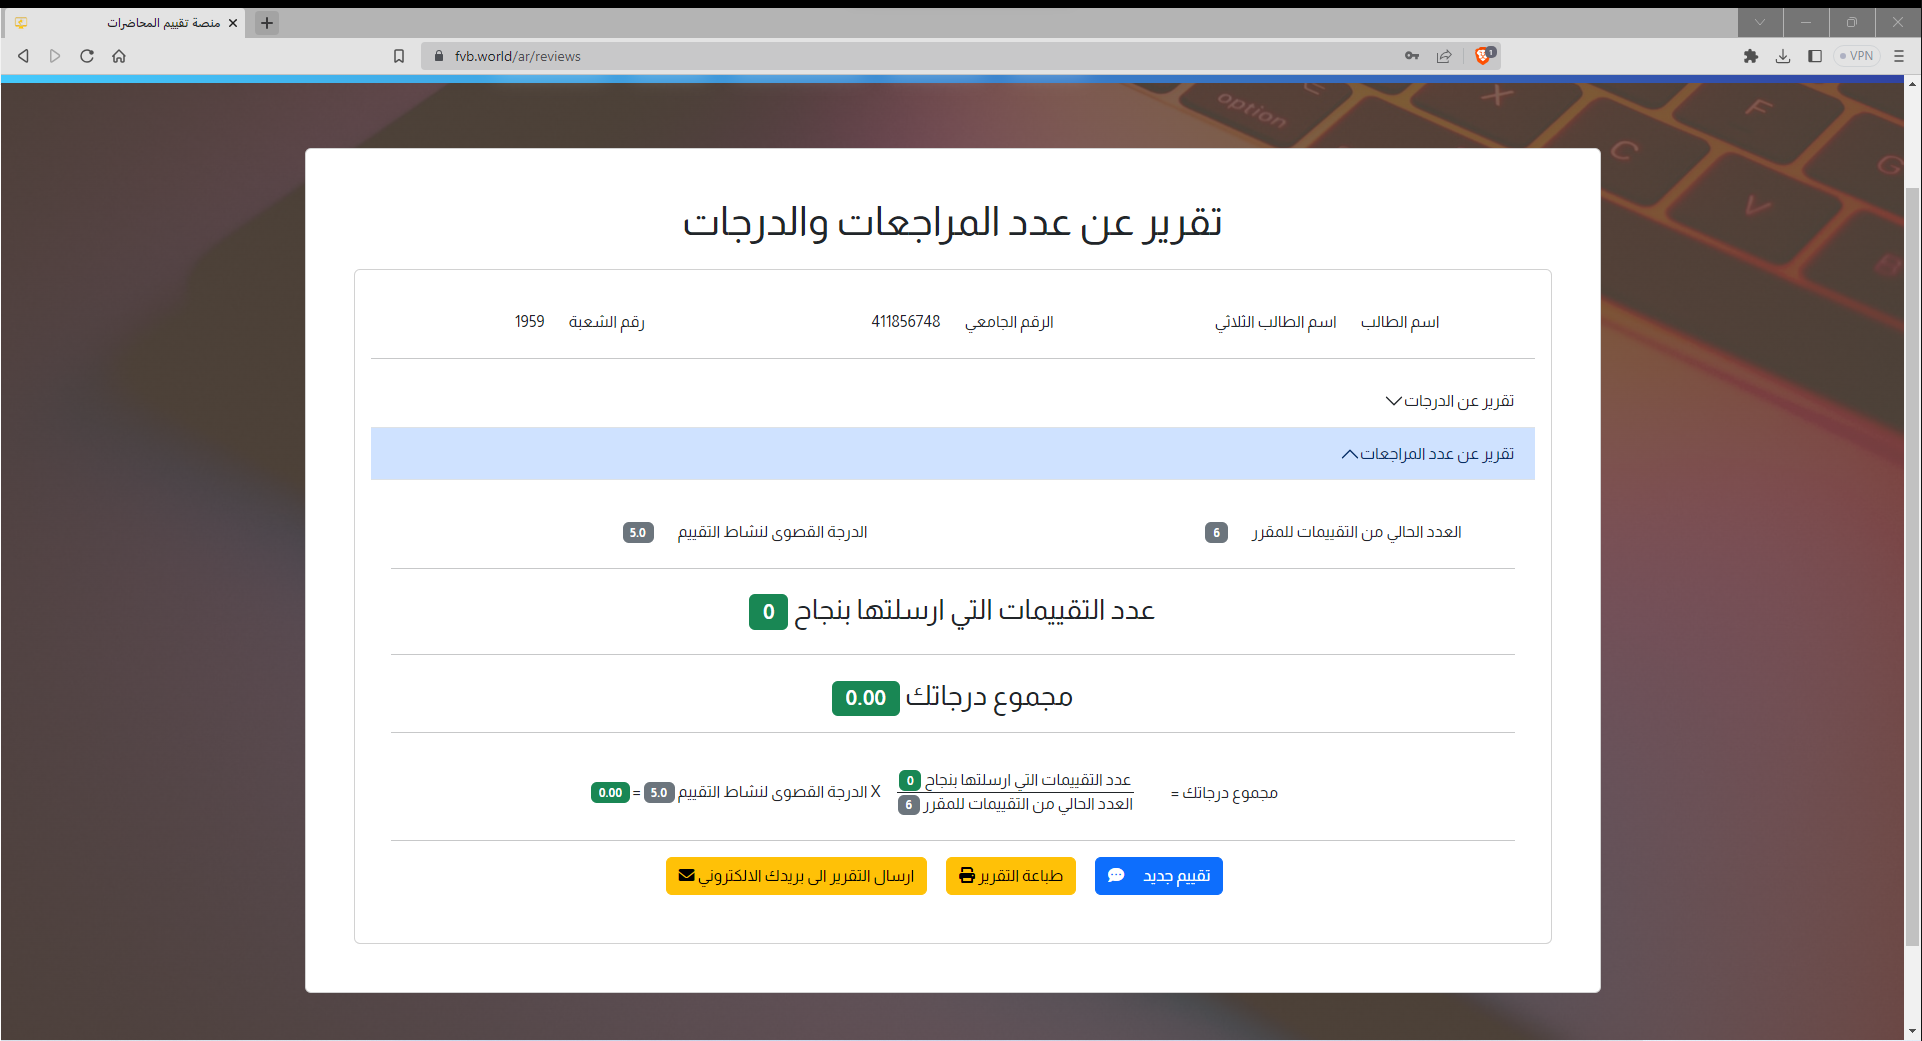 منصة تقييم المحاضرات
fvb.world/ar/reviews
1
VPN
option
E
X
C
F
V
G
B
تقرير عن عدد المراجعات والدرجات
اسم الطالب اسم الطالب الثلاثي الرقم الجامعي 411856748 رقم الشعبة 1959
تقرير عن الدرجات
تقرير عن عدد المراجعات
العدد الحالي من التقييمات للمقرر 6 الدرجة القصوى لنشاط التقييم 5.0
عدد التقييمات التي ارسلتها بنجاح 0
مجموع درجاتك 0.00
مجموع درجاتك =
عدد التقييمات التي ارسلتها بنجاح 0
العدد الحالي من التقييمات للمقرر 6
X الدرجة القصوى لنشاط التقييم 5.0 = 0.00
تقييم جديد طباعة التقرير ارسال التقرير الى بريدك الالكتروني